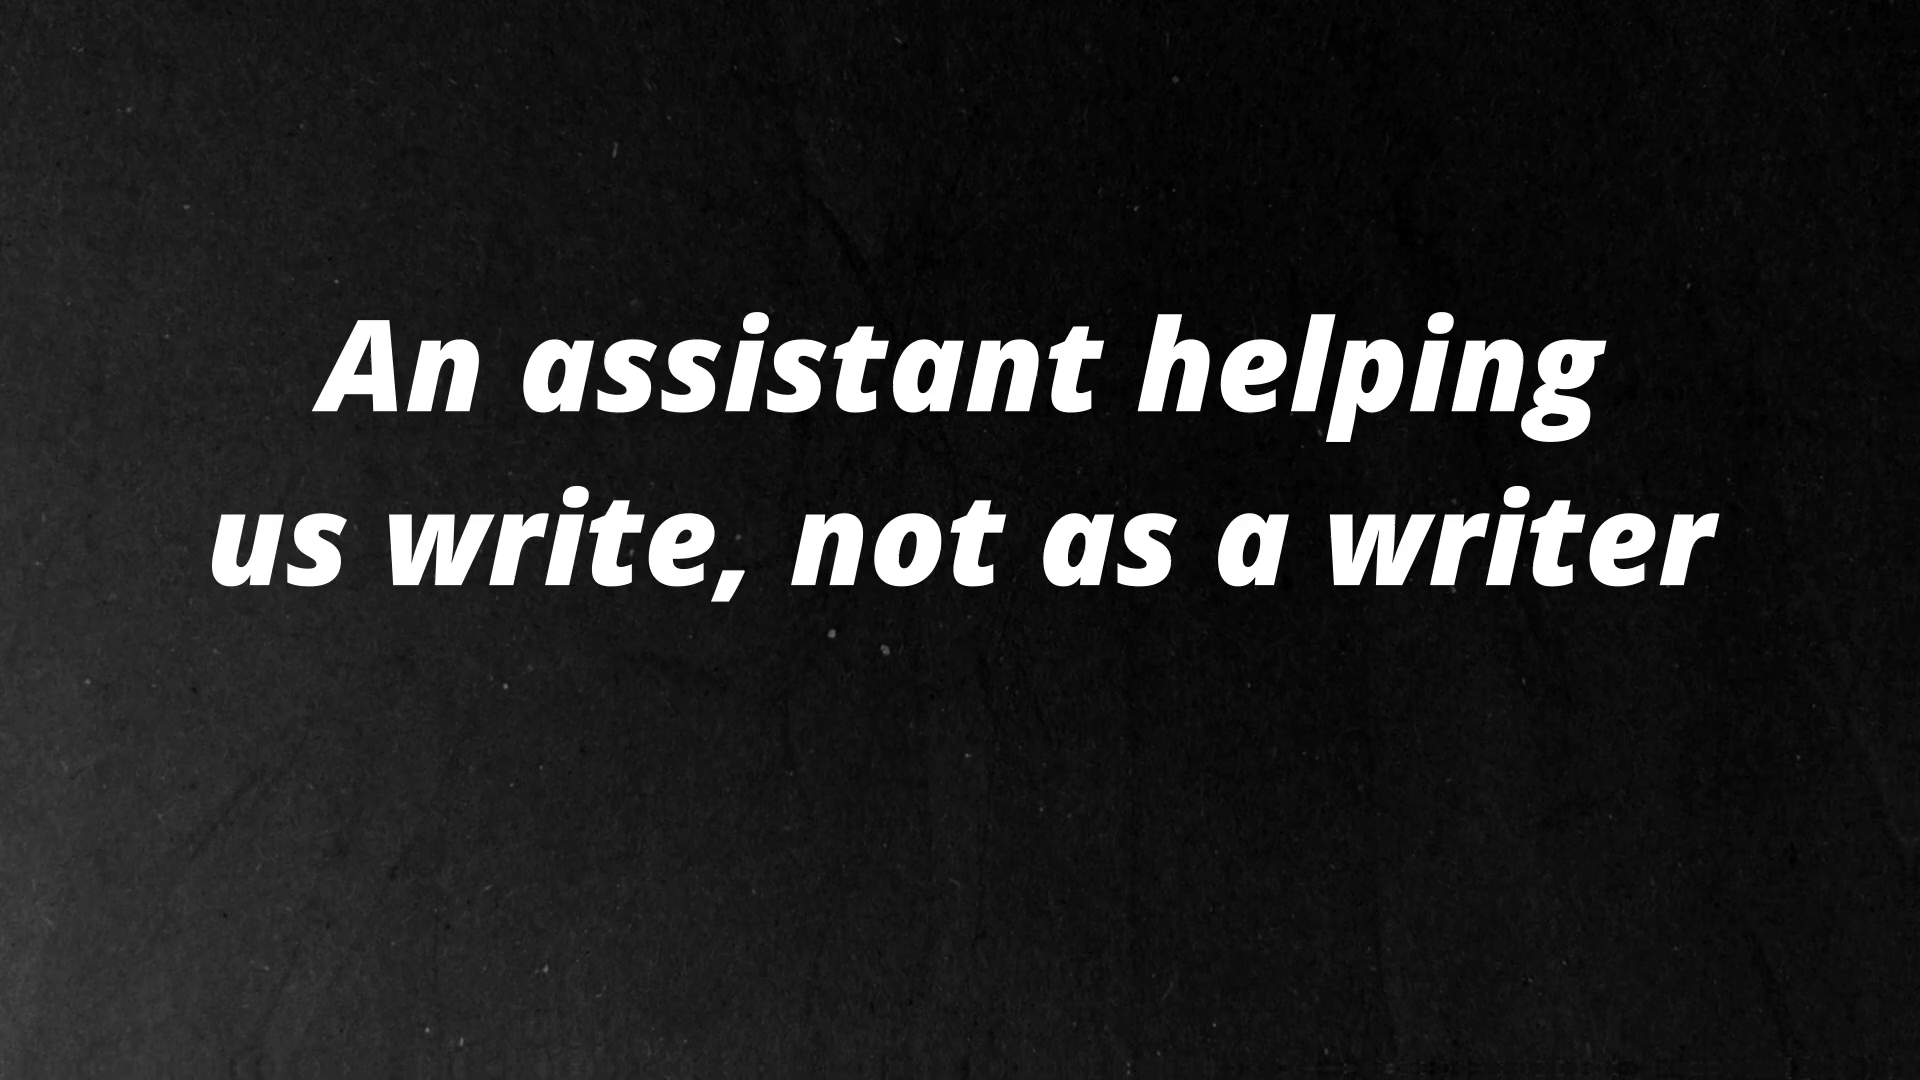 An assistant helping
us write, not as a writer